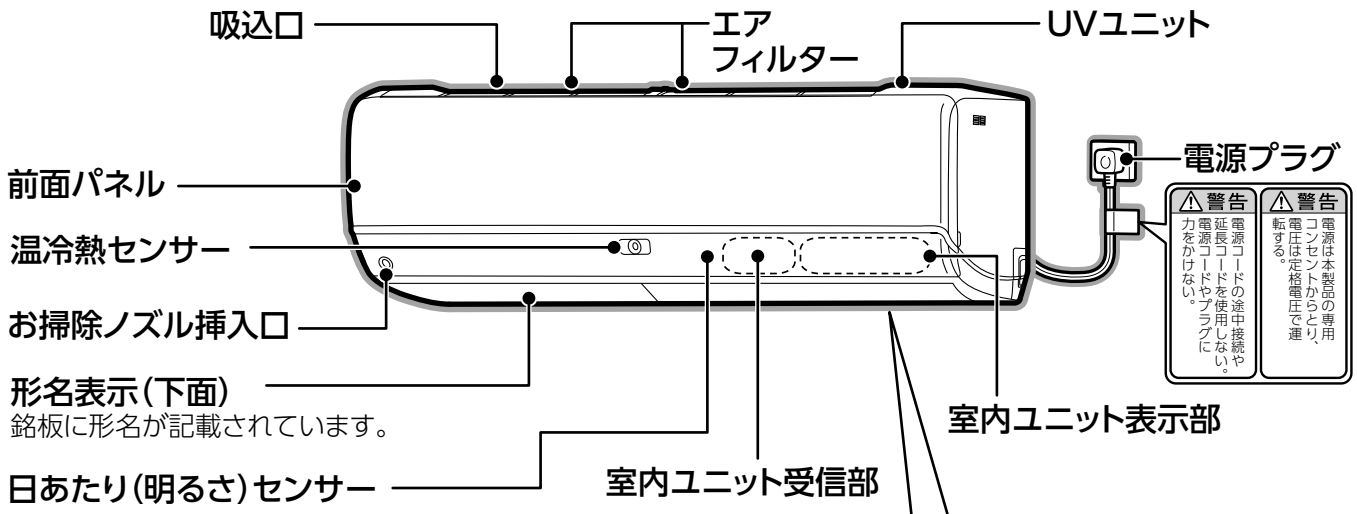 吸込口
エア
フィルター
UVユニット
前面パネル
電源プラグ
温冷熱センサー
お掃除ノズル挿入口
形名表示(下面)
銘板に形名が記載されています。
日あたり(明るさ)センサー
室内ユニット受信部
室内ユニット表示部
警告
電源コードの途中接続や
延長コードを使用しない。
電源コードやプラグに
力をかけない。
警告
電源は本製品の専用
コンセントからとり、
電圧は定格電圧で運
転する。